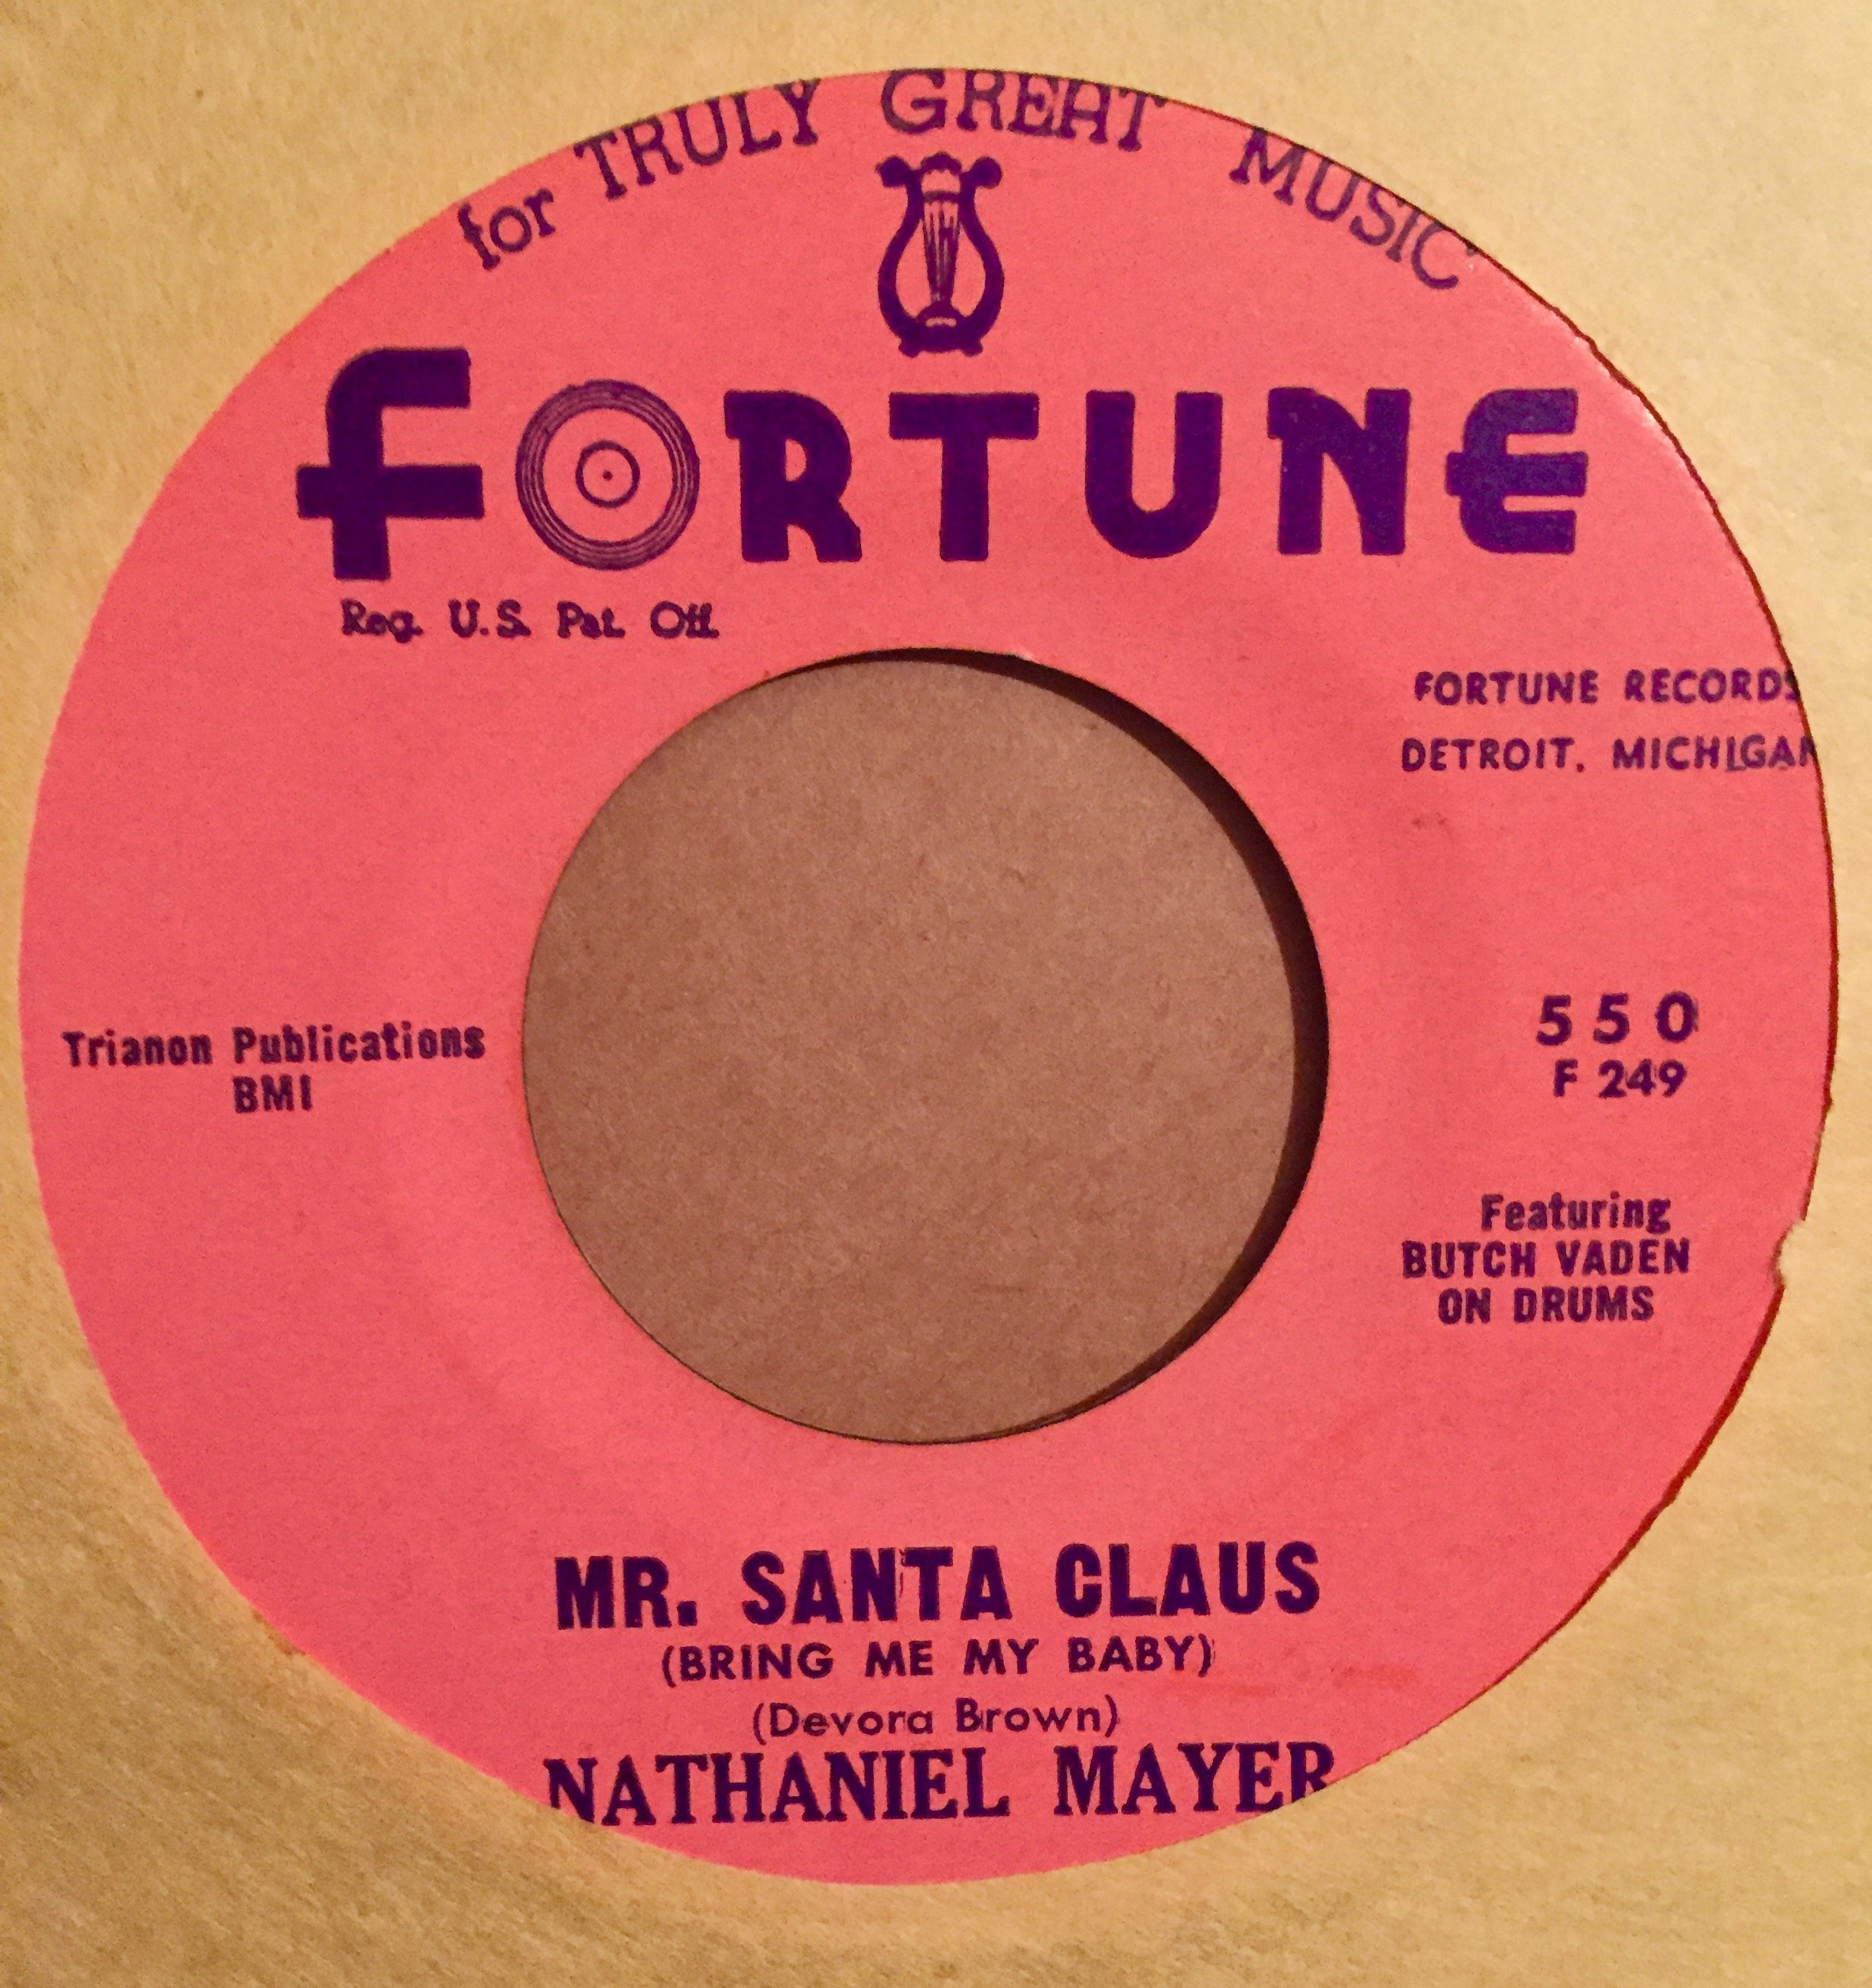 for TRULY GREAT MUSIC
FORTUNE
Reg. U.S. Pat. Off.
FORTUNE RECORDS
DETROIT, MICHIGAN
Trianon Publications
BMI
550
F 249
Featuring
BUTCH VADEN
ON DRUMS
MR. SANTA CLAUS
(BRING ME MY BABY)
(Devora Brown)
NATHANIEL MAYER